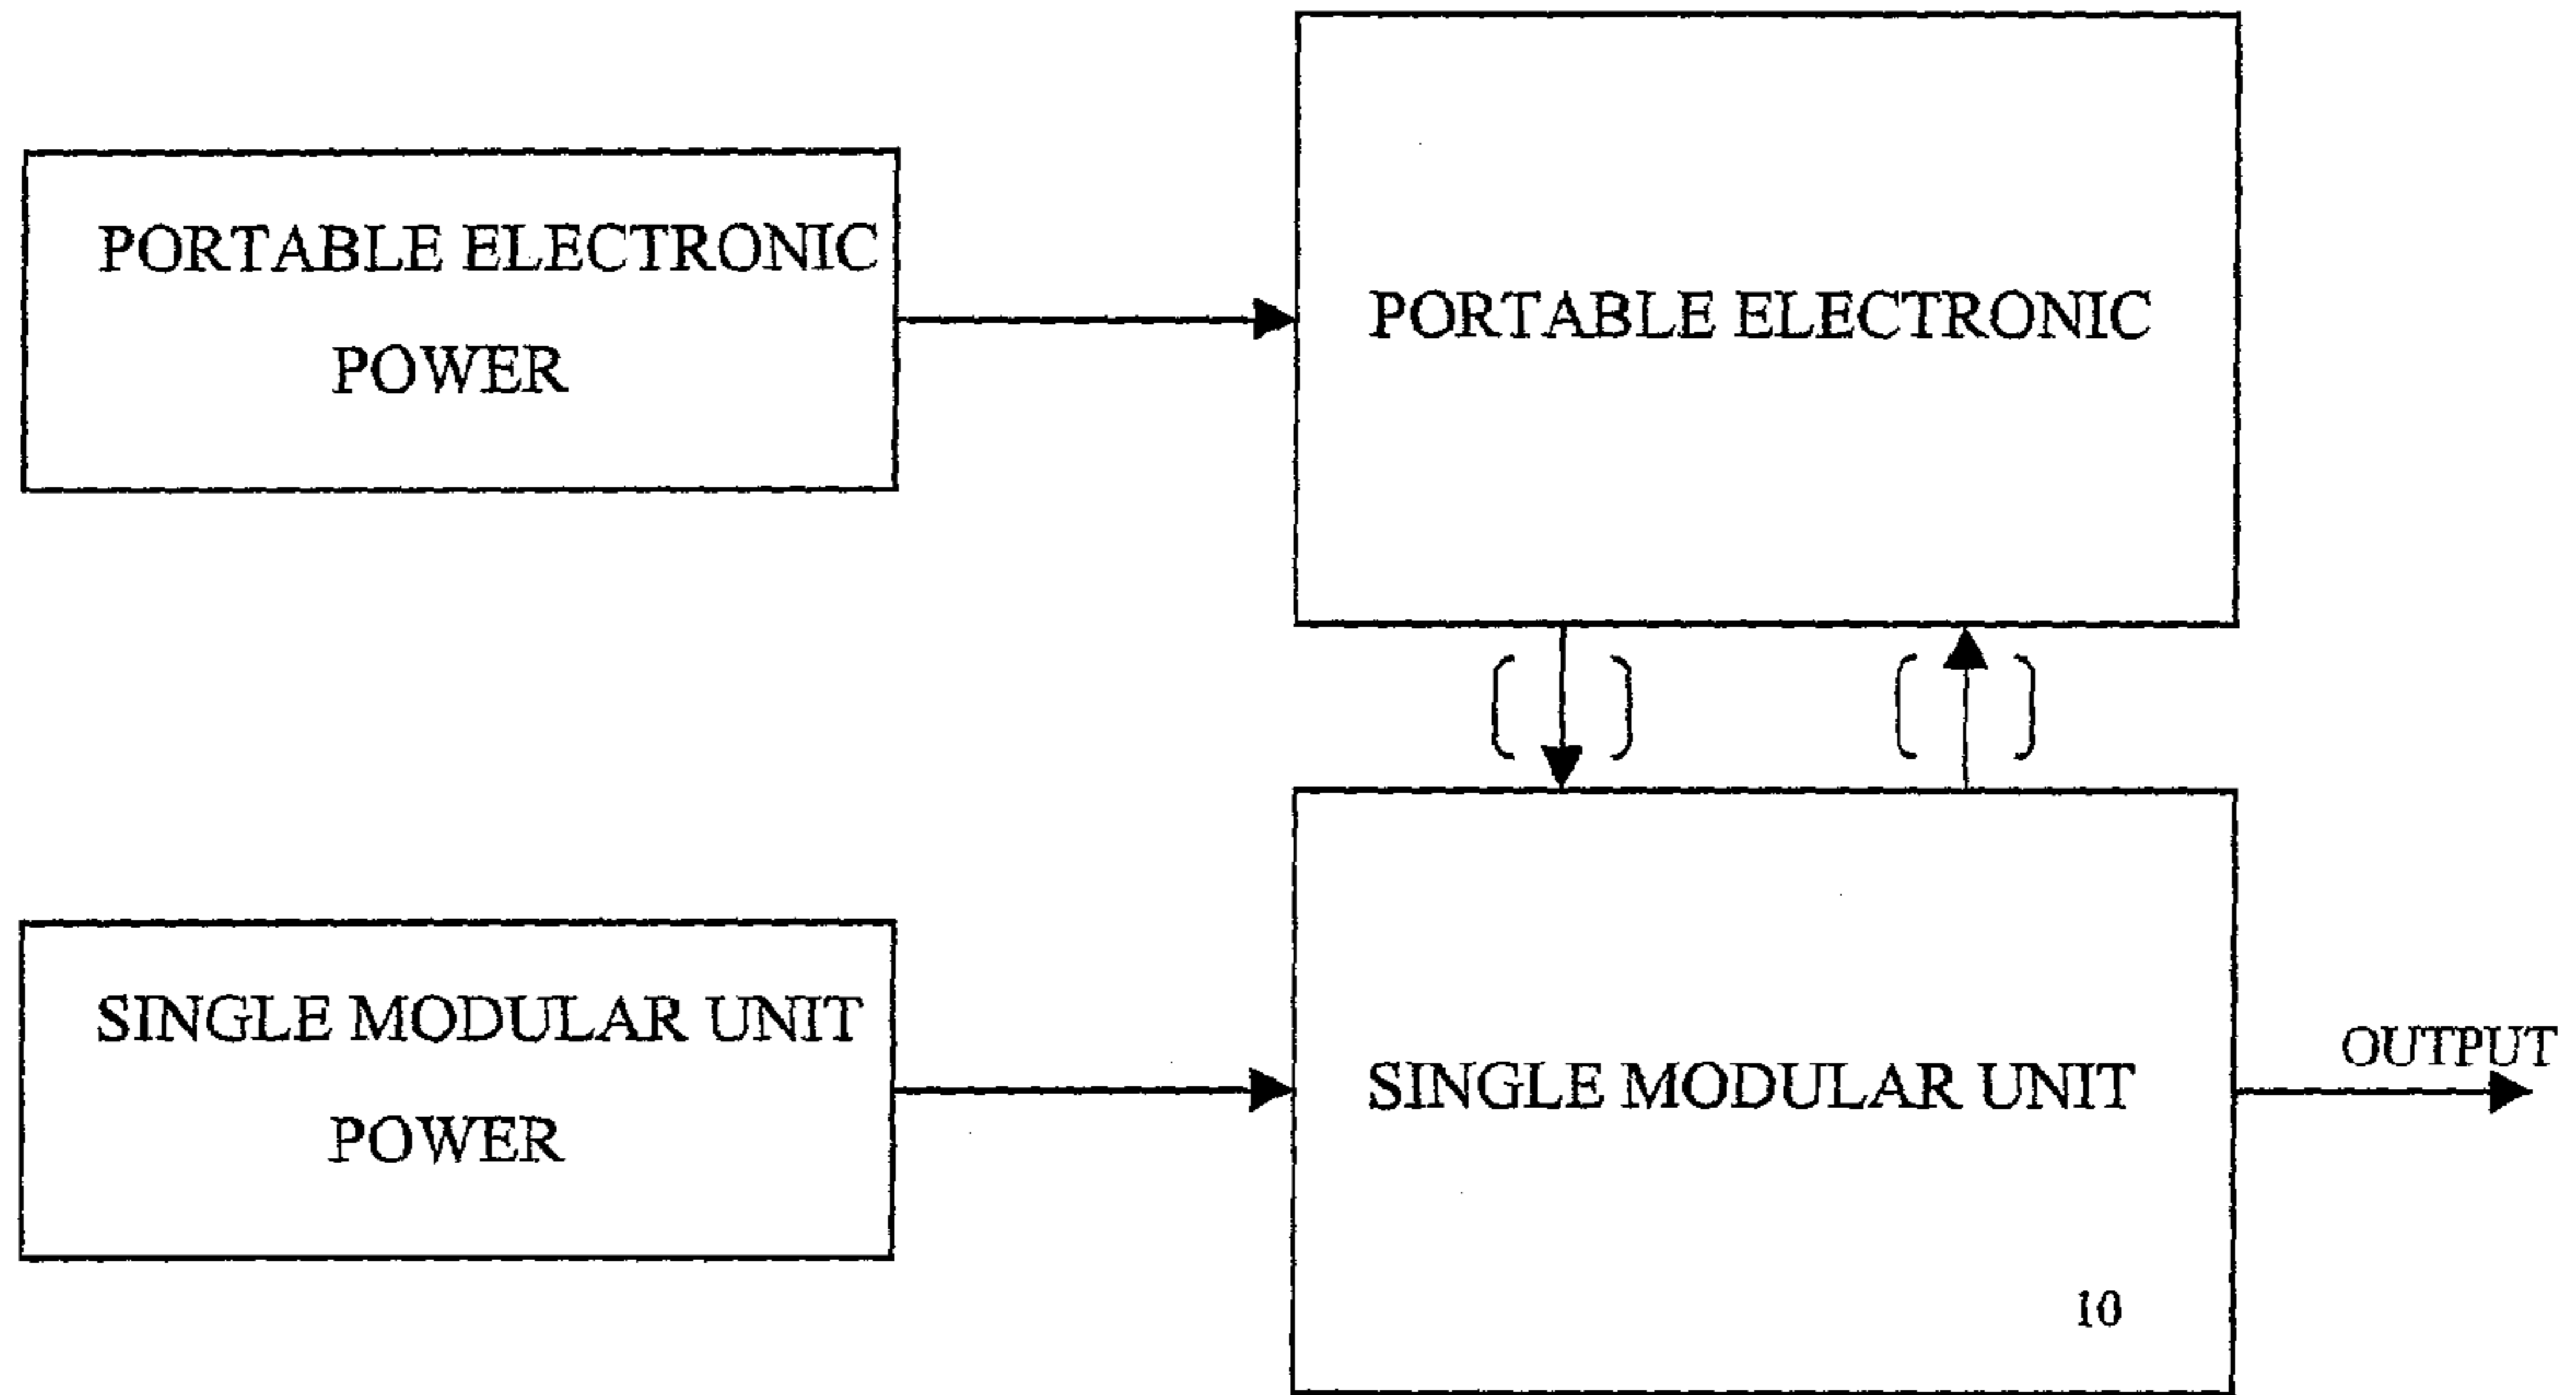 PORTABLE ELECTRONIC
POWER
PORTABLE ELECTRONIC
SINGLE MODULAR UNIT
POWER
SINGLE MODULAR UNIT
10
OUTPUT